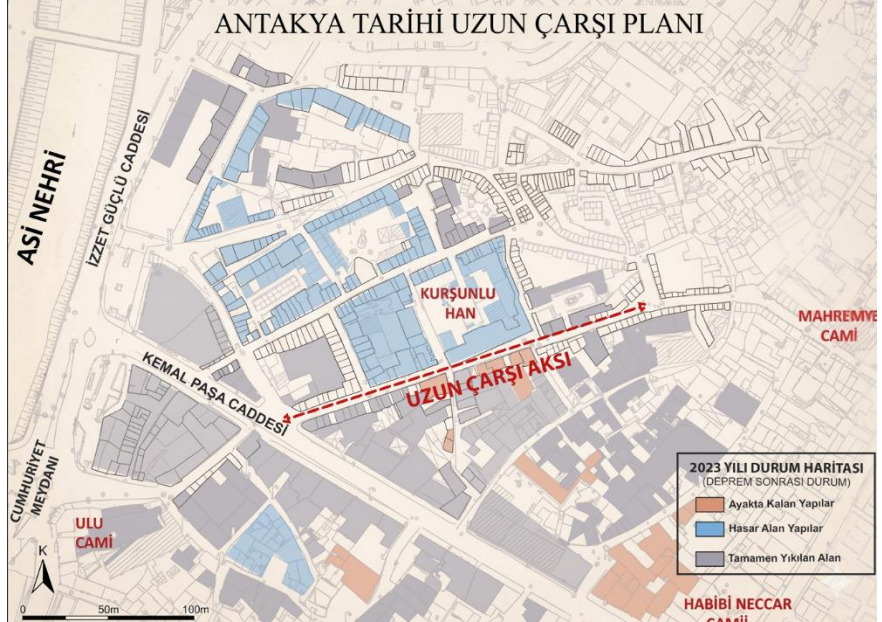 ANTAKYA TARİHİ UZUN ÇARŞI PLANI
ASİ NEHRİ
İZZET GÜÇLÜ CADDESİ
KURŞUNLU
HAN
MAHREMYE
CAMİ
UZUN ÇARŞI AKSI
KEMAL PAŞA CADDESİ
CUMHURİYET
MEYDANI
ULU
CAMİ
2023 YILI DURUM HARİTASI
(DEPREM SONRASI DURUM)
Ayakta Kalan Yapılar
Hasar Alan Yapılar
Tamamen Yıkılan Alan
K
0 50m 100m
HABİBİ NECCAR